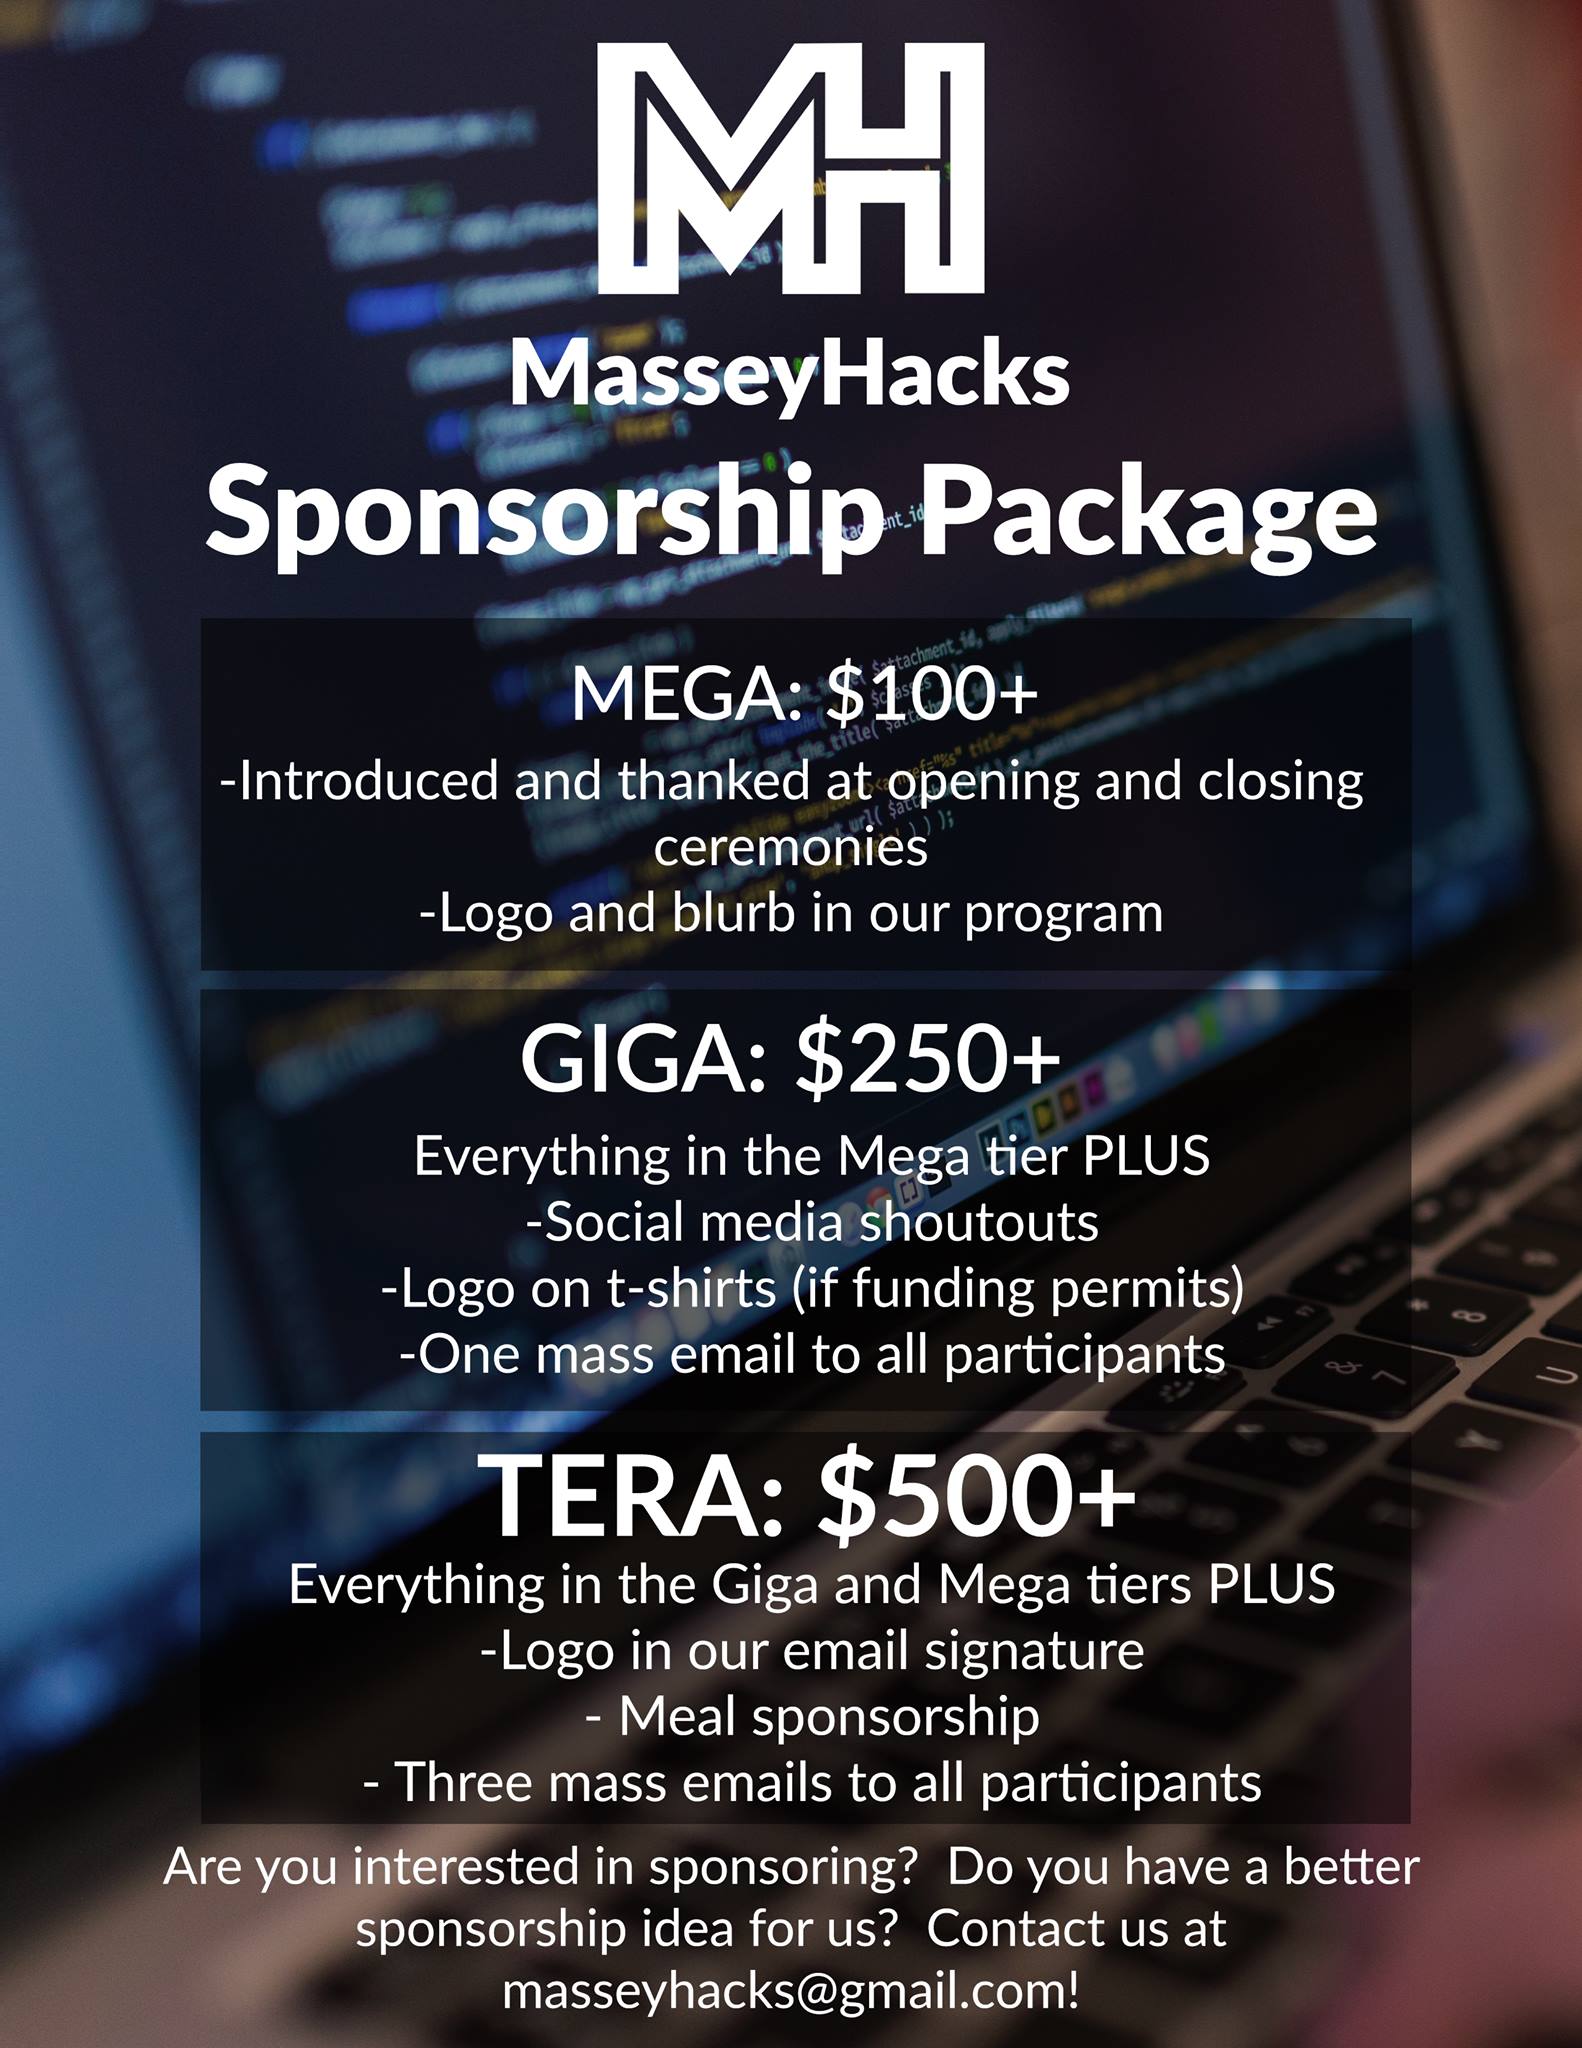 MH
MasseyHacks
Sponsorship Package
MEGA: $100+
-Introduced and thanked at opening and closing
ceremonies
-Logo and blurb in our program
GIGA: $250+
Everything in the Mega tier PLUS
-Social media shoutouts
-Logo on t-shirts (if funding permits)
-One mass email to all participants
TERA: $500+
Everything in the Giga and Mega tiers PLUS
-Logo in our email signature
- Meal sponsorship
- Three mass emails to all participants
Are you interested in sponsoring?  Do you have a better
sponsorship idea for us?  Contact us at
masseyhacks@gmail.com!